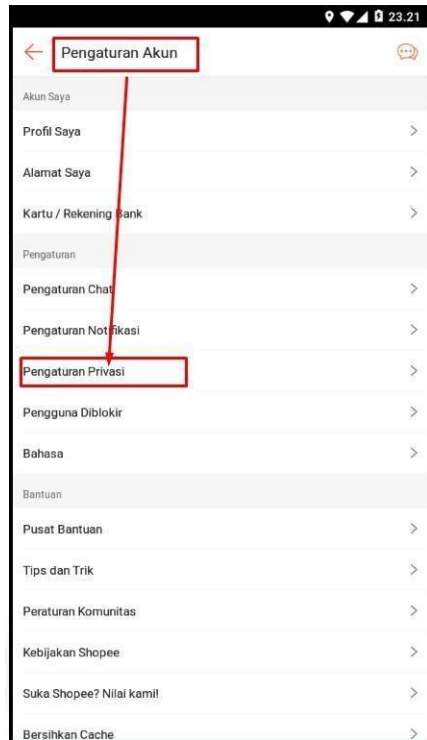 23.21
Pengaturan Akun
Akun Saya
Profil Saya
Alamat Saya
Kartu / Rekening Bank
Pengaturan
Pengaturan Chat
Pengaturan Notifikasi
Pengaturan Privasi
Pengguna Diblokir
Bahasa
Bantuan
Pusat Bantuan
Tips dan Trik
Peraturan Komunitas
Kebijakan Shopee
Suka Shopee? Nilai kami!
Bersihkan Cache